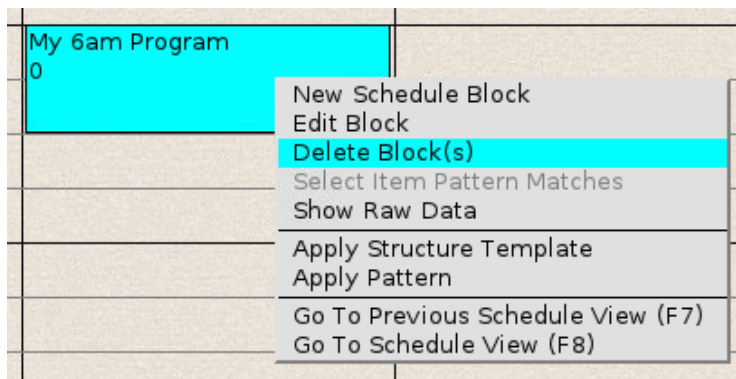 My 6am Program
0
New Schedule Block
Edit Block
Delete Block(s)
Select Item Pattern Matches
Show Raw Data
Apply Structure Template
Apply Pattern
Go To Previous Schedule View (F7)
Go To Schedule View (F8)